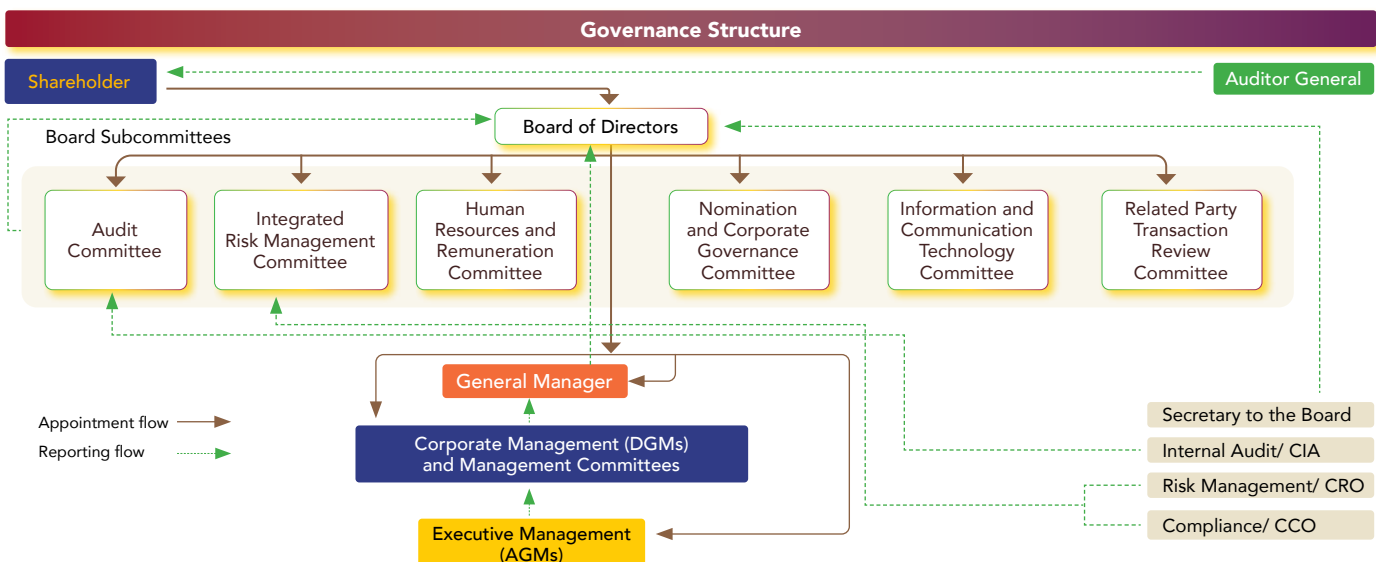 Governance Structure
Shareholder
Auditor General
Board Subcommittees
Board of Directors
Audit
Committee
Integrated
Risk Management
Committee
Human
Resources and
Remuneration
Committee
Nomination
and Corporate
Governance
Committee
Information and
Communication
Technology
Committee
Related Party
Transaction
Review
Committee
General Manager
Appointment flow
Reporting flow
Corporate Management (DGMs)
and Management Committees
Executive Management
(AGMs)
Secretary to the Board
Internal Audit/ CIA
Risk Management/ CRO
Compliance/ CCO